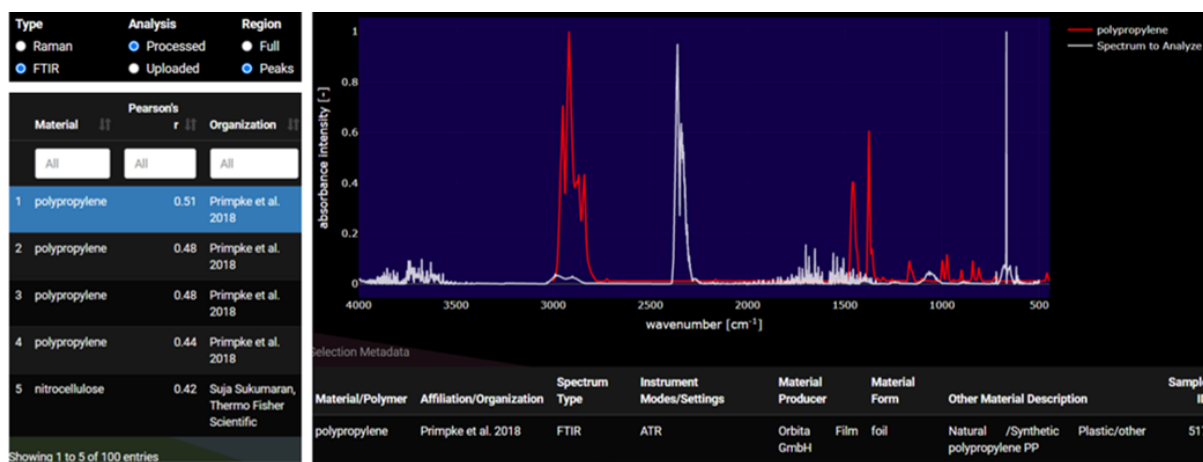 Type Analysis Region
Raman Processed Full
FTIR Uploaded Peaks
Pearson's
Material r Organization
All All All
1 polypropylene 0.51 Primpke et al.
2018
2 polypropylene 0.48 Primpke et al.
2018
3 polypropylene 0.48 Primpke et al.
2018
4 polypropylene 0.44 Primpke et al.
2018
5 nitrocellulose 0.42 Suja Sukumaran,
Thermo Fisher
Scientific
Showing 1 to 5 of 100 entries
polypropylene
Spectrum to Analyze
absorbance intensity [-]
1
0.8
0.6
0.4
0.2
0
4000 3500 3000 2500 2000 1500 1000 500
wavenumber [cm⁻¹]
Selection Metadata
Spectrum Instrument Material Material Sample
Material/Polymer Affiliation/Organization Type Modes/Settings Producer Form Other Material Description
polypropylene Primpke et al. 2018 FTIR ATR Orbita Film foil Natural /Synthetic Plastic/other 517
GmbH polypropylene PP